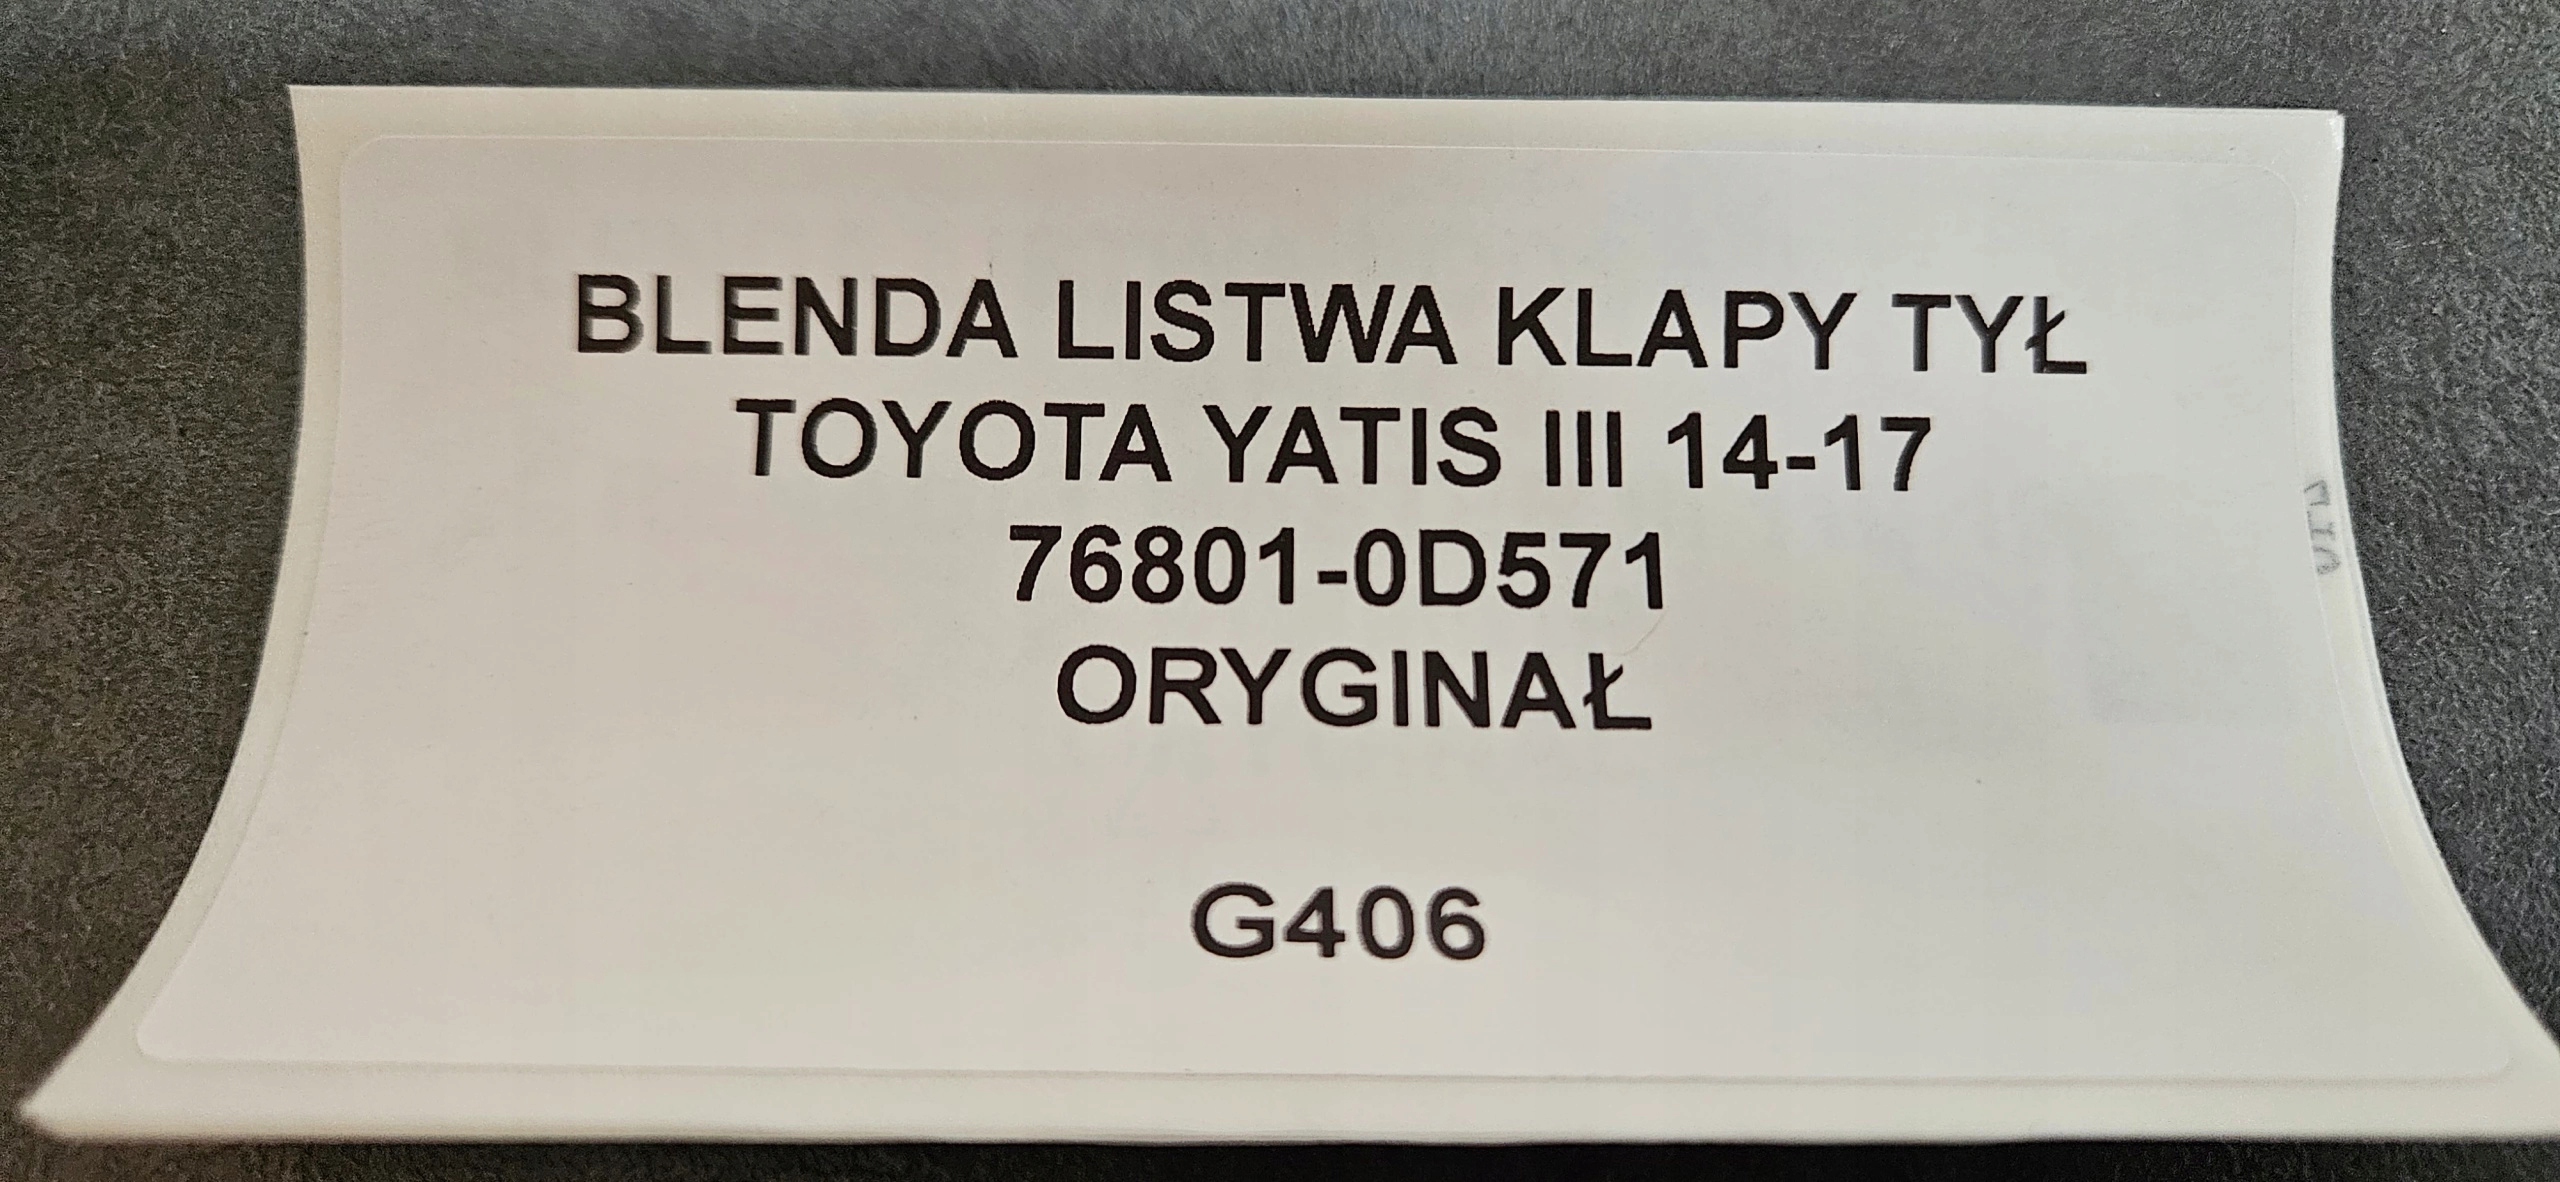 BLENDA LISTWA KLAPY TYŁ
TOYOTA YATIS III 14-17
76801-0D571
ORYGINAŁ
G406